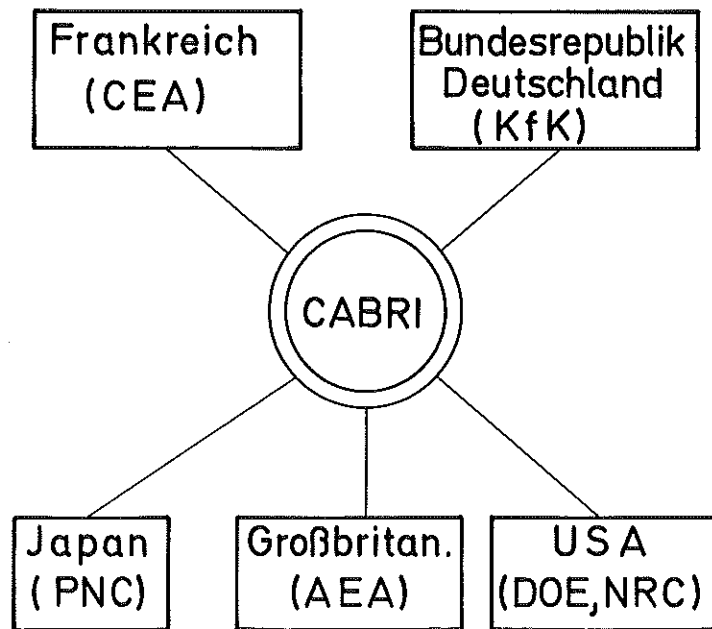 Frankreich
(CEA)
Bundesrepublik
Deutschland
(KfK)
CABRI
Japan
(PNC)
Großbritan.
(AEA)
USA
(DOE,NRC)